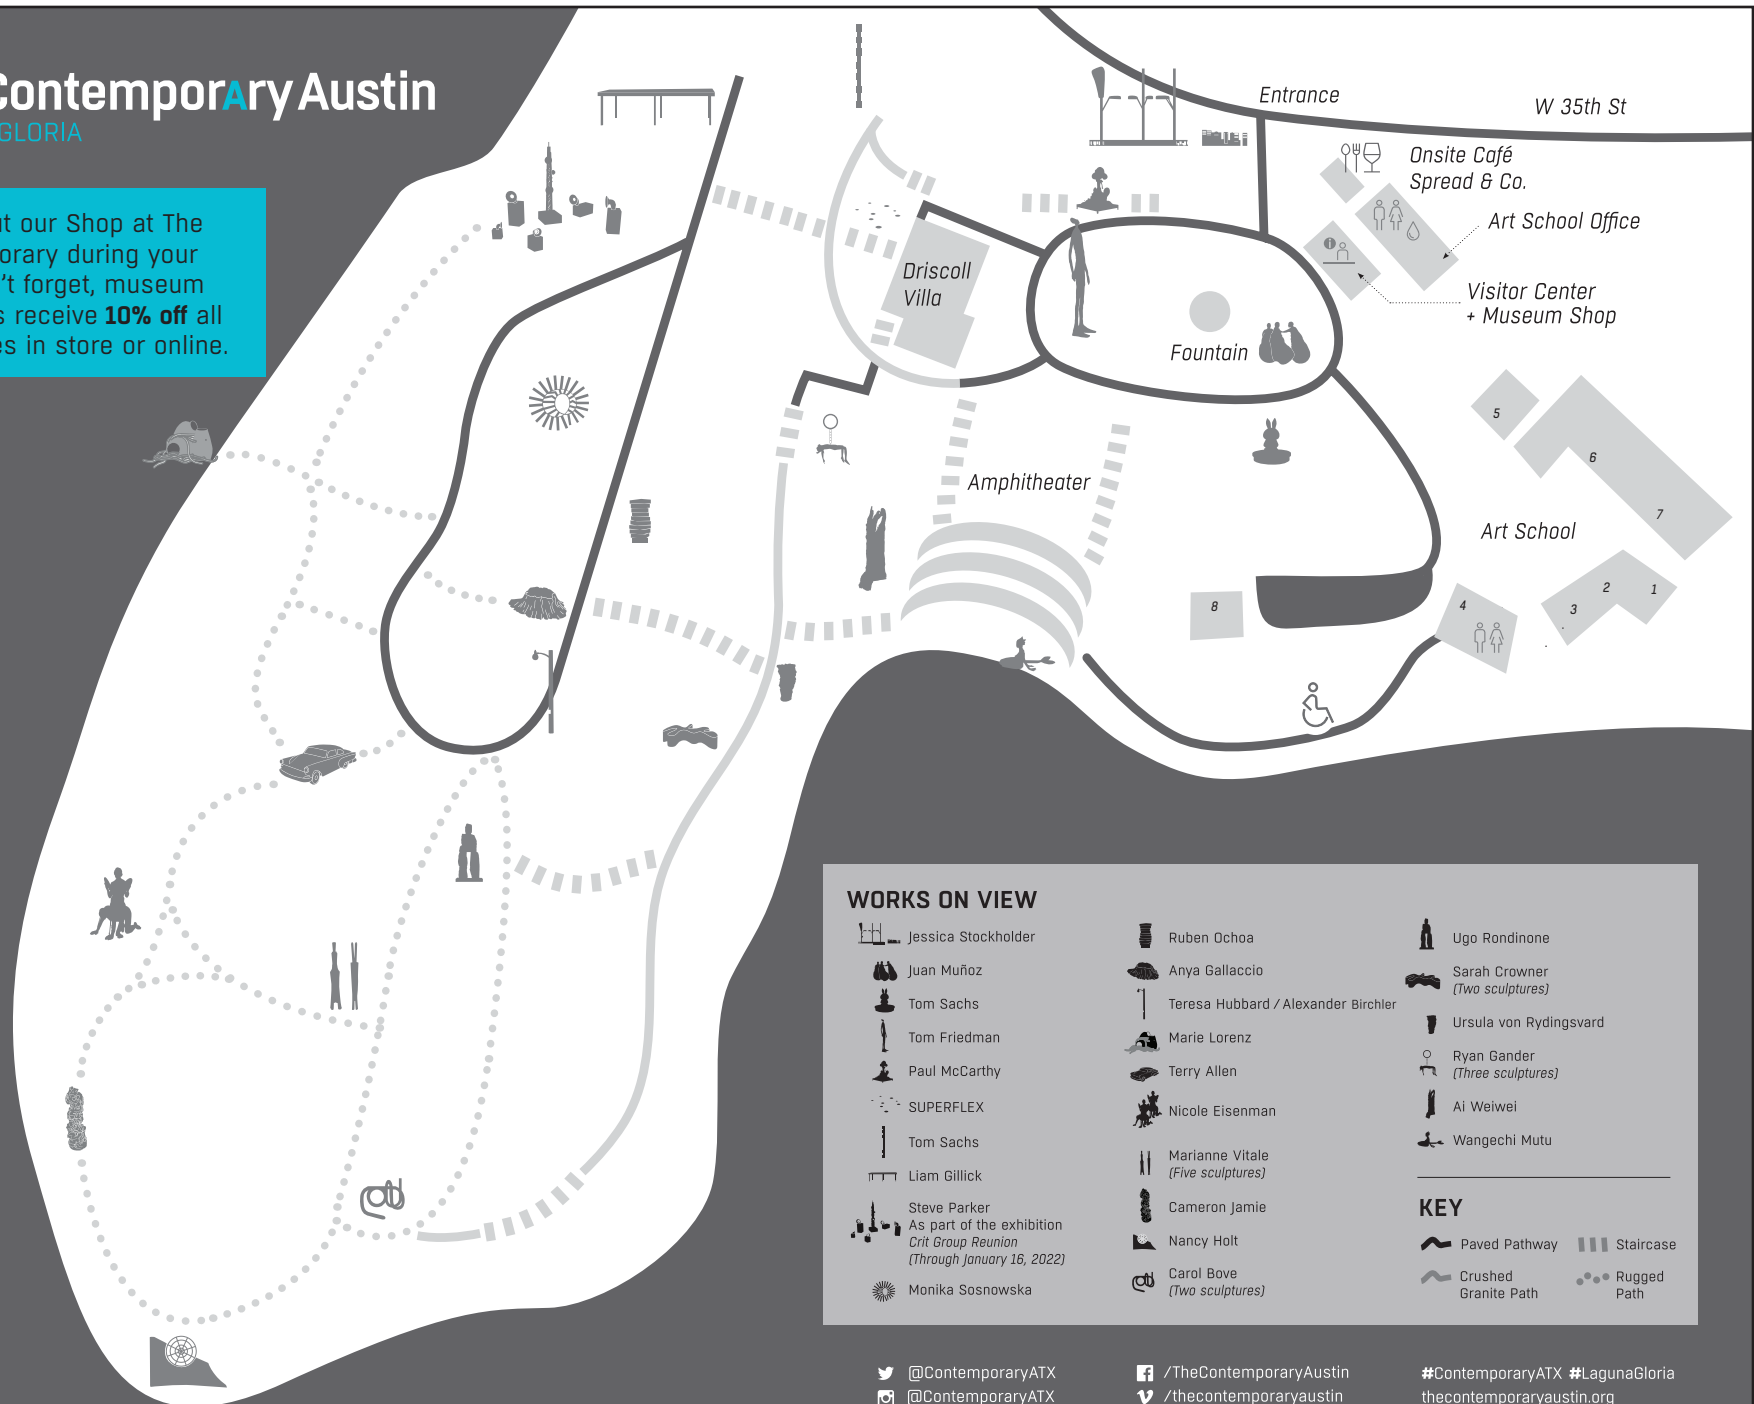 ContemporAry Austin
GLORIA
ut our Shop at The
orary during your
't forget, museum
s receive 10% off all
es in store or online.
Entrance
W 35th St
Onsite Café
Spread & Co.
Art School Office
Visitor Center
+ Museum Shop
Driscoll
Villa
Fountain
Amphitheater
Art School
5
6
7
8
4
3
2
1
WORKS ON VIEW
Jessica Stockholder
Juan Muñoz
Tom Sachs
Tom Friedman
Paul McCarthy
SUPERFLEX
Tom Sachs
Liam Gillick
Steve Parker
As part of the exhibition
Crit Group Reunion
(Through January 16, 2022)
Monika Sosnowska
Ruben Ochoa
Anya Gallaccio
Teresa Hubbard / Alexander Birchler
Marie Lorenz
Terry Allen
Nicole Eisenman
Marianne Vitale
(Five sculptures)
Cameron Jamie
Nancy Holt
Carol Bove
(Two sculptures)
Ugo Rondinone
Sarah Crowner
(Two sculptures)
Ursula von Rydingsvard
Ryan Gander
(Three sculptures)
Ai Weiwei
Wangechi Mutu
KEY
Paved Pathway
Staircase
Crushed
Granite Path
Rugged
Path
@ContemporaryATX
@ContemporaryATX
/TheContemporaryAustin
/thecontemporaryaustin
#ContemporaryATX #LagunaGloria
thecontemporaryaustin.org